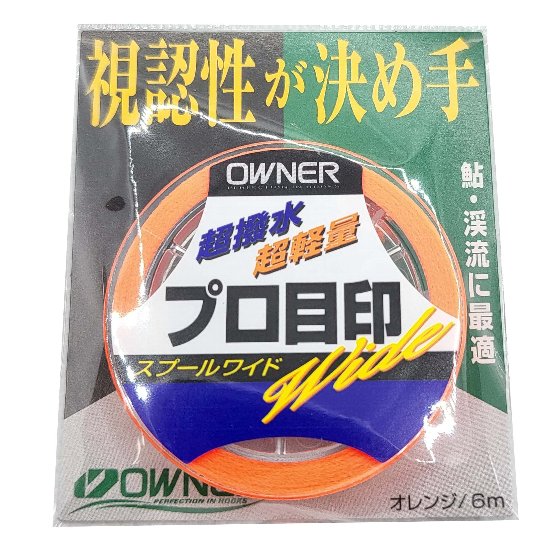 視認性が決め手
鮎・渓流に最適
OWNER
PERFECTION IN HOOKS
超撥水
超軽量
プロ目印
スプールワイド
Wide
OWNE
PERFECTION IN HOOKS
オレンジ/6m